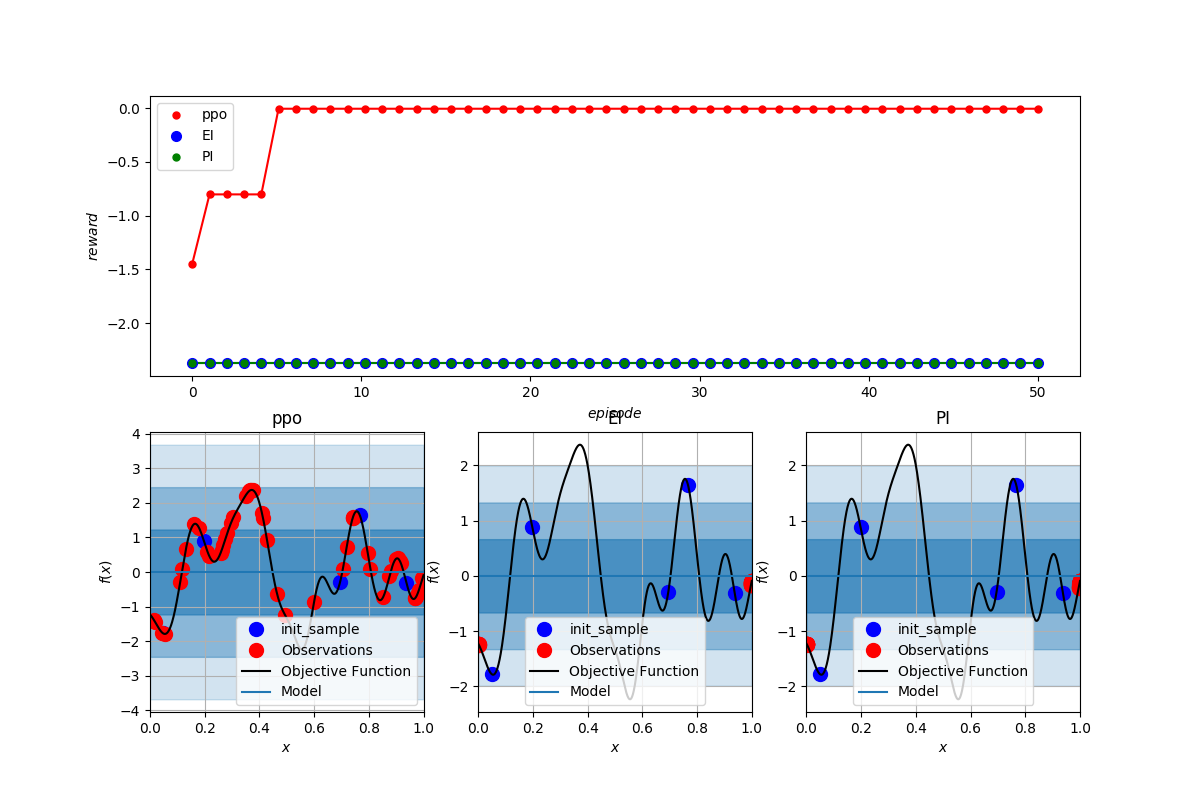 0.0
−0.5
−1.0
−1.5
−2.0
reward
ppo
EI
PI
0 10 20 30 40 50
episode
ppo
EI
PI
4
3
2
1
0
−1
−2
−3
−4
f(x)
init_sample
Observations
Objective Function
Model
0.0 0.2 0.4 0.6 0.8 1.0
x
2
1
0
−1
−2
f(x)
init_sample
Observations
Objective Function
Model
0.0 0.2 0.4 0.6 0.8 1.0
x
2
1
0
−1
−2
f(x)
init_sample
Observations
Objective Function
Model
0.0 0.2 0.4 0.6 0.8 1.0
x